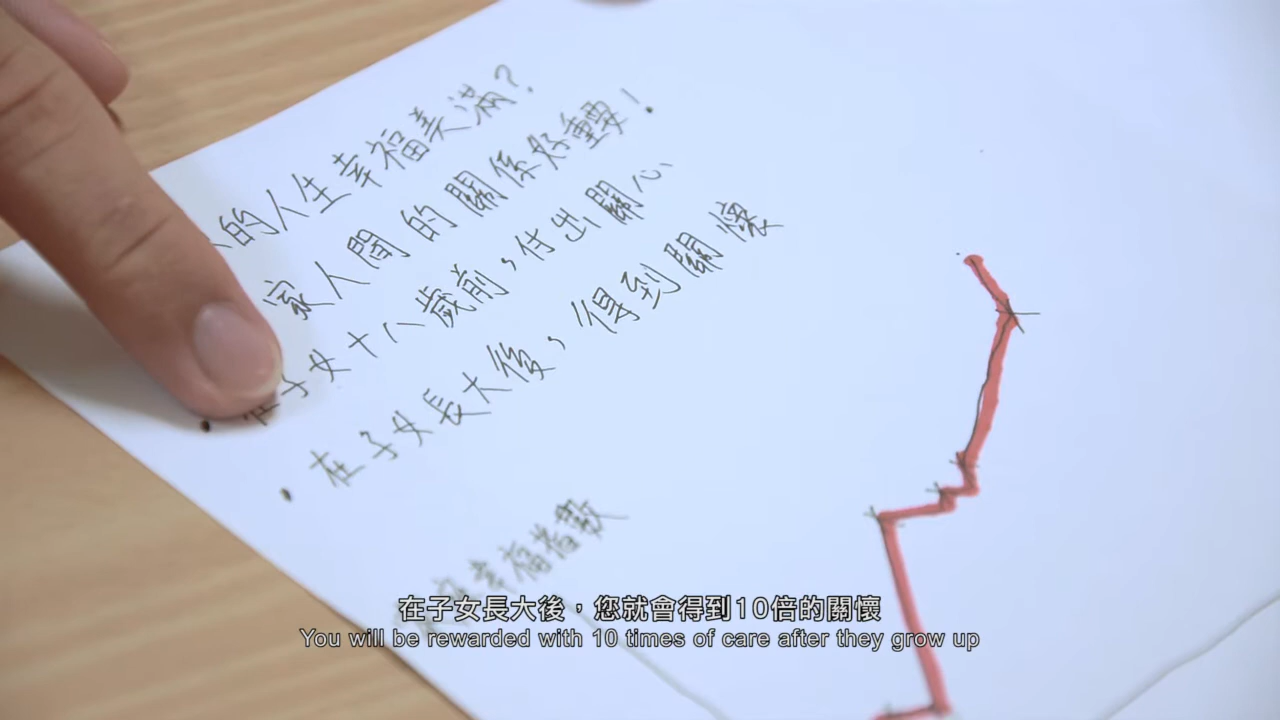 的人生幸福美滿?
家人間的關係好重要!
在子女十八歲前,付出關心
• 在子女長大後,得到關懷
幸福指數
在子女長大後,您就會得到10倍的關懷
You will be rewarded with 10 times of care after they grow up